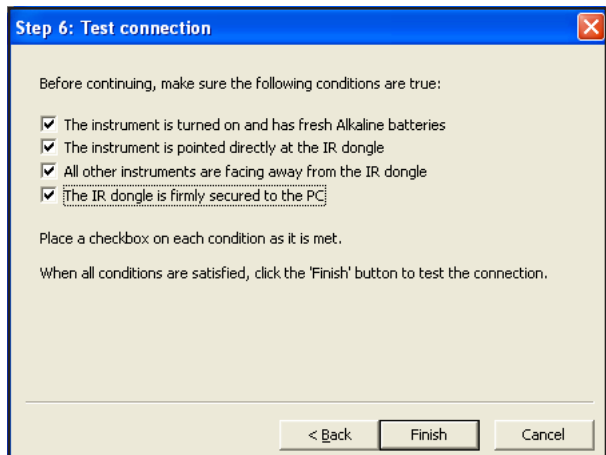 Step 6: Test connection
Before continuing, make sure the following conditions are true:
The instrument is turned on and has fresh Alkaline batteries
The instrument is pointed directly at the IR dongle
All other instruments are facing away from the IR dongle
The IR dongle is firmly secured to the PC
Place a checkbox on each condition as it is met.
When all conditions are satisfied, click the 'Finish' button to test the connection.
< Back Finish Cancel